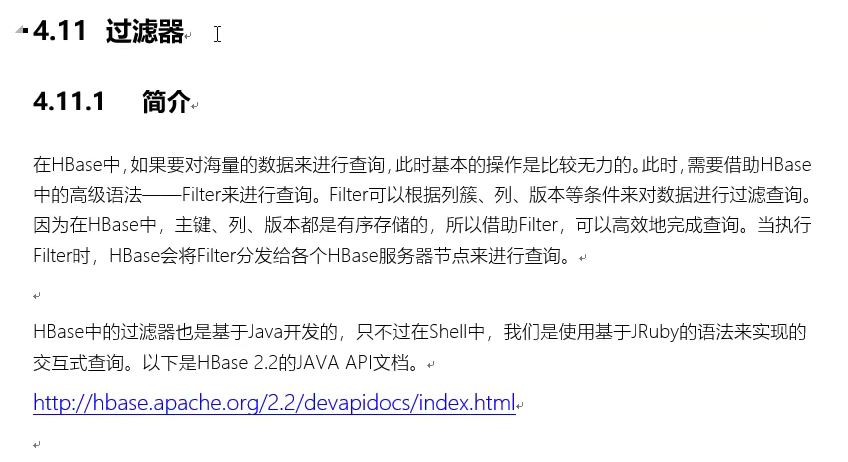 4.11 过滤器
4.11.1 简介
在HBase中，如果要对海量的数据来进行查询，此时基本的操作是比较无力的。此时，需要借助HBase
中的高级语法——Filter来进行查询。Filter可以根据列簇、列、版本等条件来对数据进行过滤查询。
因为在HBase中，主键、列、版本都是有序存储的，所以借助Filter，可以高效地完成查询。当执行
Filter时，HBase会将Filter分发给各个HBase服务器节点来进行查询。
HBase中的过滤器也是基于Java开发的，只不过在Shell中，我们是使用基于JRuby的语法来实现的
交互式查询。以下是HBase 2.2的JAVA API文档。
http://hbase.apache.org/2.2/devapidocs/index.html